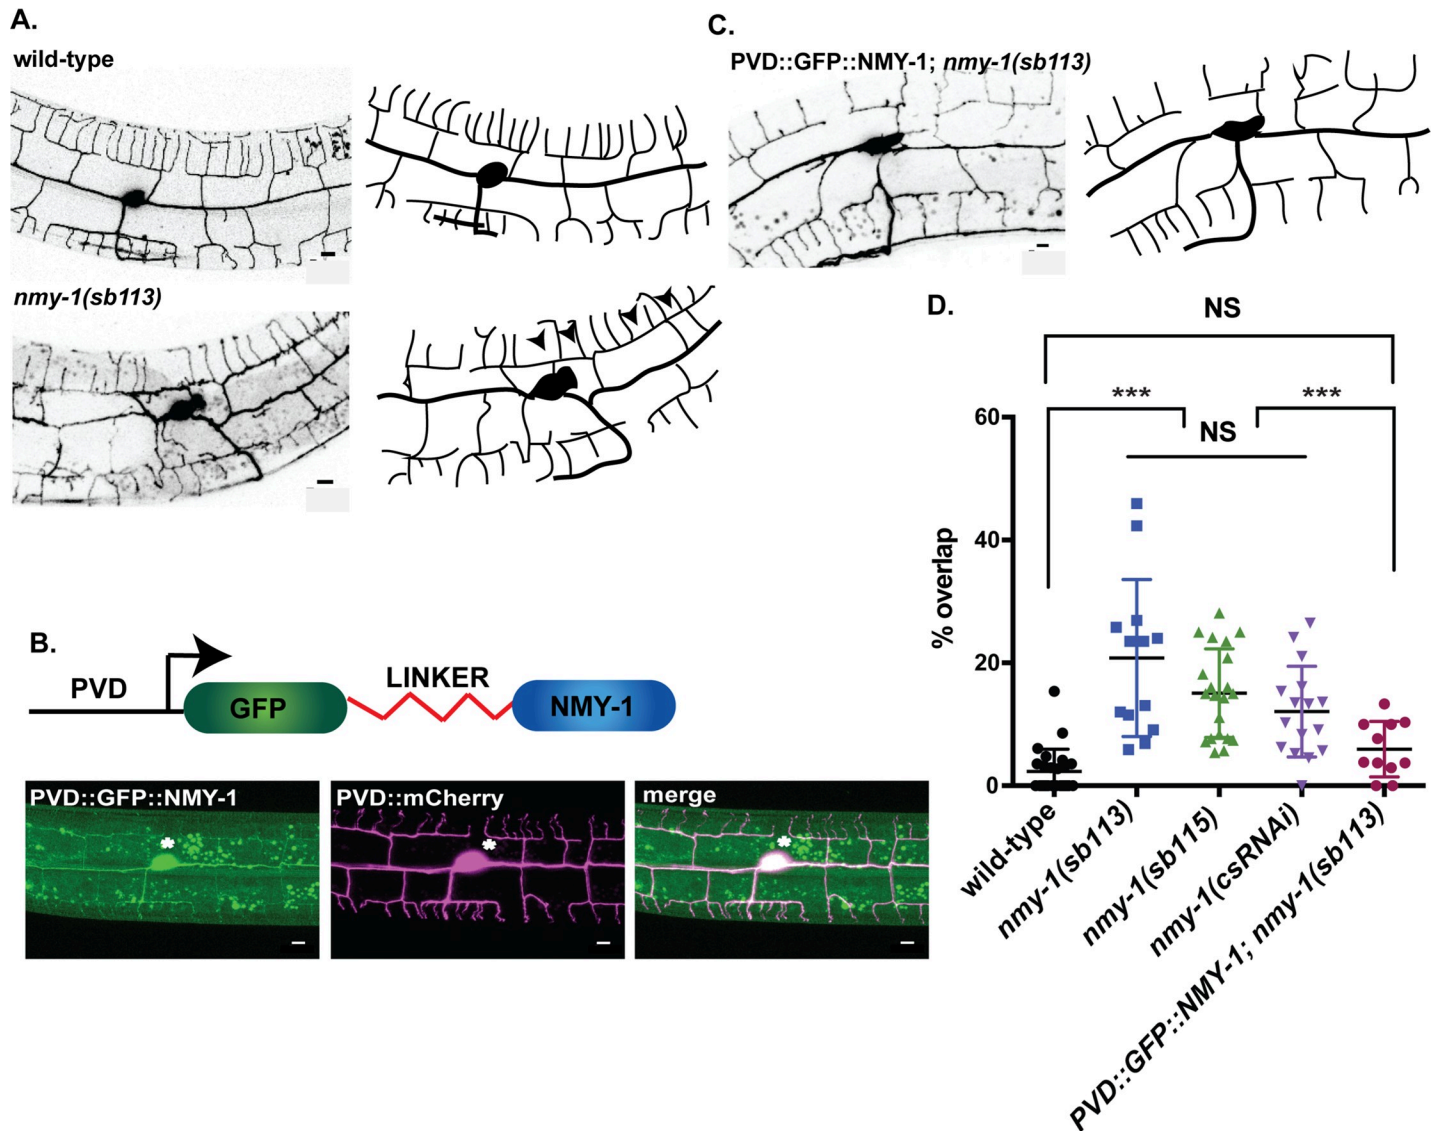 A.
wild-type
nmy-1(sb113)
B.
PVD
GFP
LINKER
NMY-1
PVD::GFP::NMY-1
PVD::mCherry
merge
*
*
*
C.
PVD::GFP::NMY-1; nmy-1(sb113)
D.
NS
***
***
NS
60
40
20
0
% overlap
wild-type
nmy-1(sb113)
nmy-1(sb115)
nmy-1(csRNAi)
PVD::GFP::NMY-1; nmy-1(sb113)